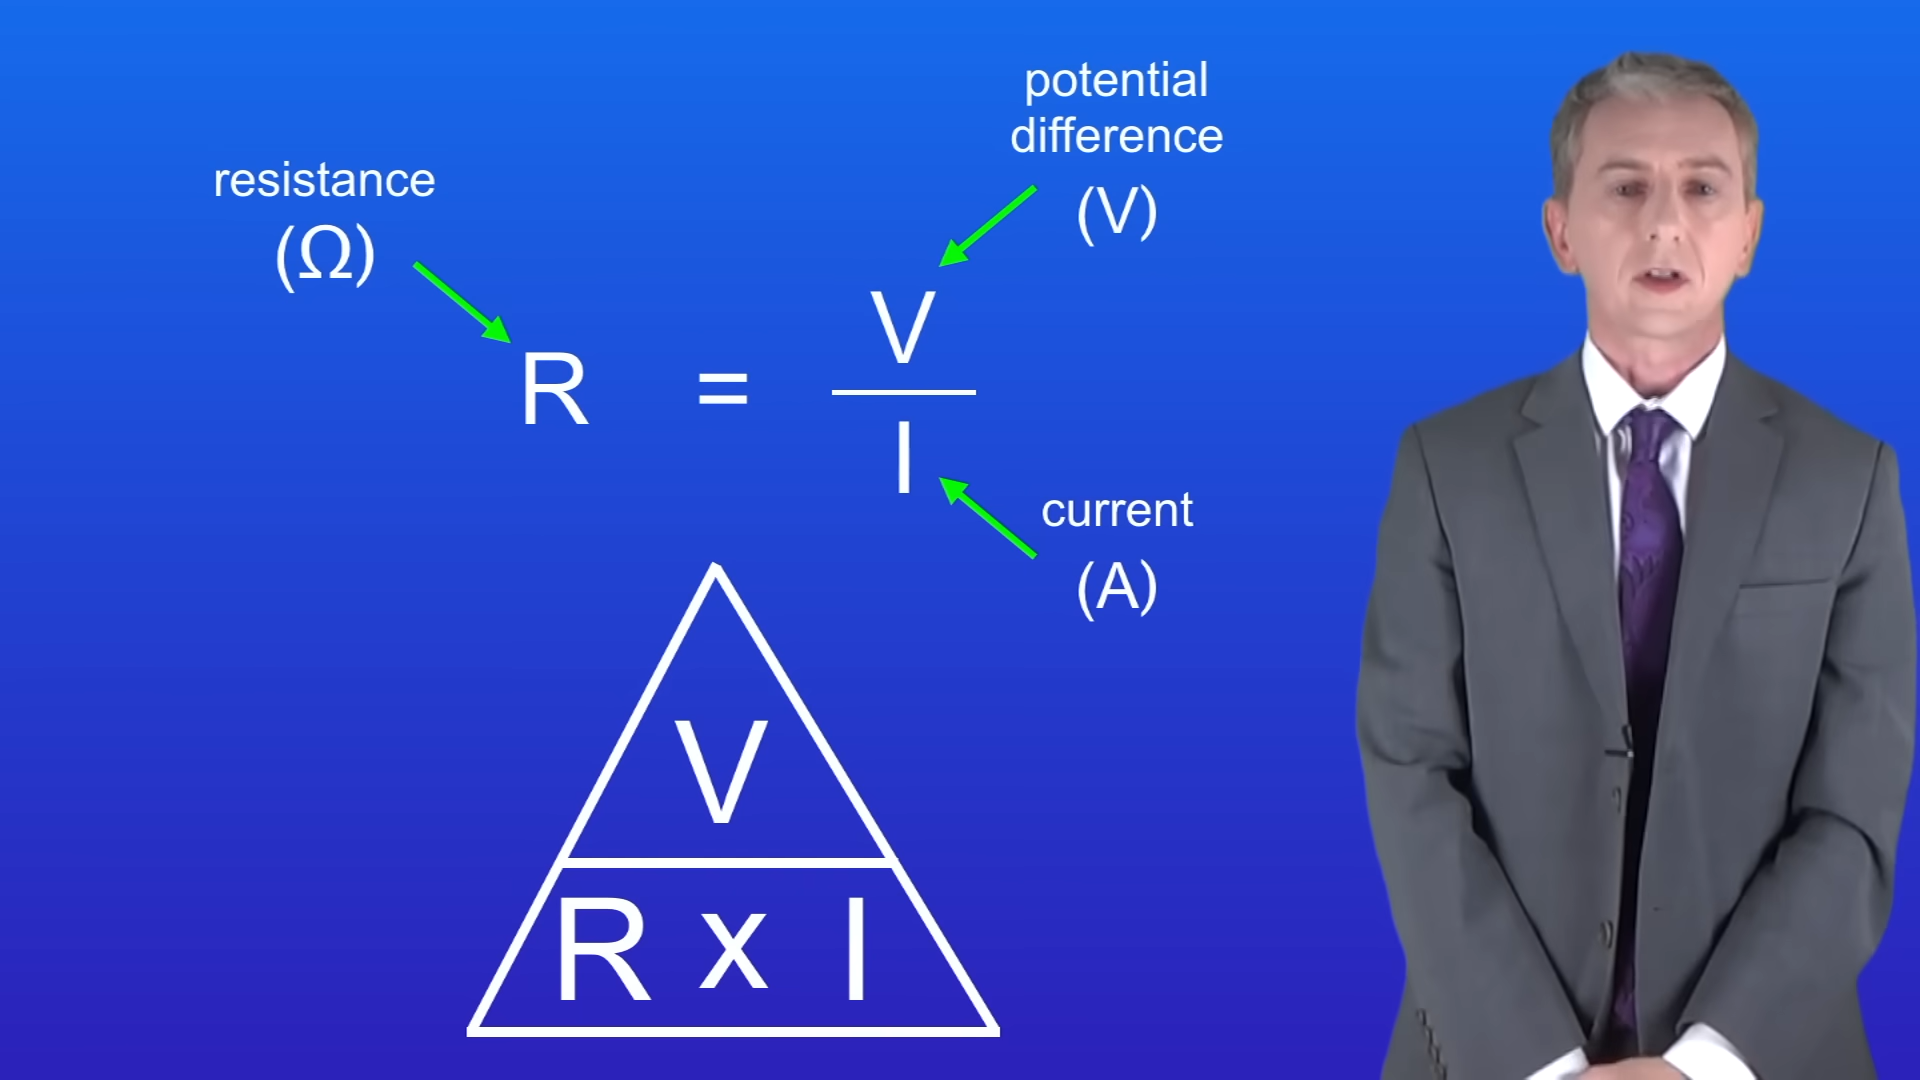 resistance
(Ω)
potential
difference
(V)
R = V
I
current
(A)
V
R x I